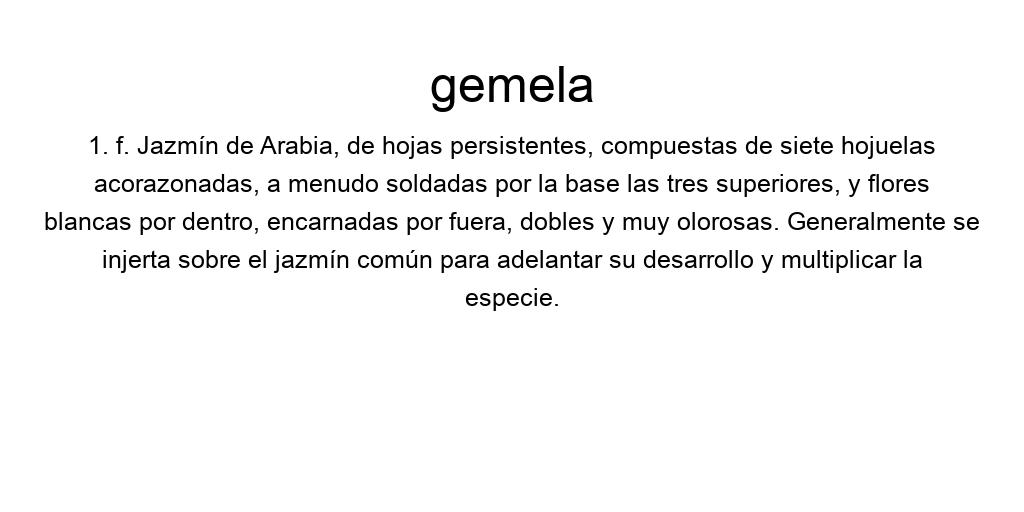 gemela
1. f. Jazmín de Arabia, de hojas persistentes, compuestas de siete hojuelas
acorazonadas, a menudo soldadas por la base las tres superiores, y flores
blancas por dentro, encarnadas por fuera, dobles y muy olorosas. Generalmente se
injerta sobre el jazmín común para adelantar su desarrollo y multiplicar la
especie.